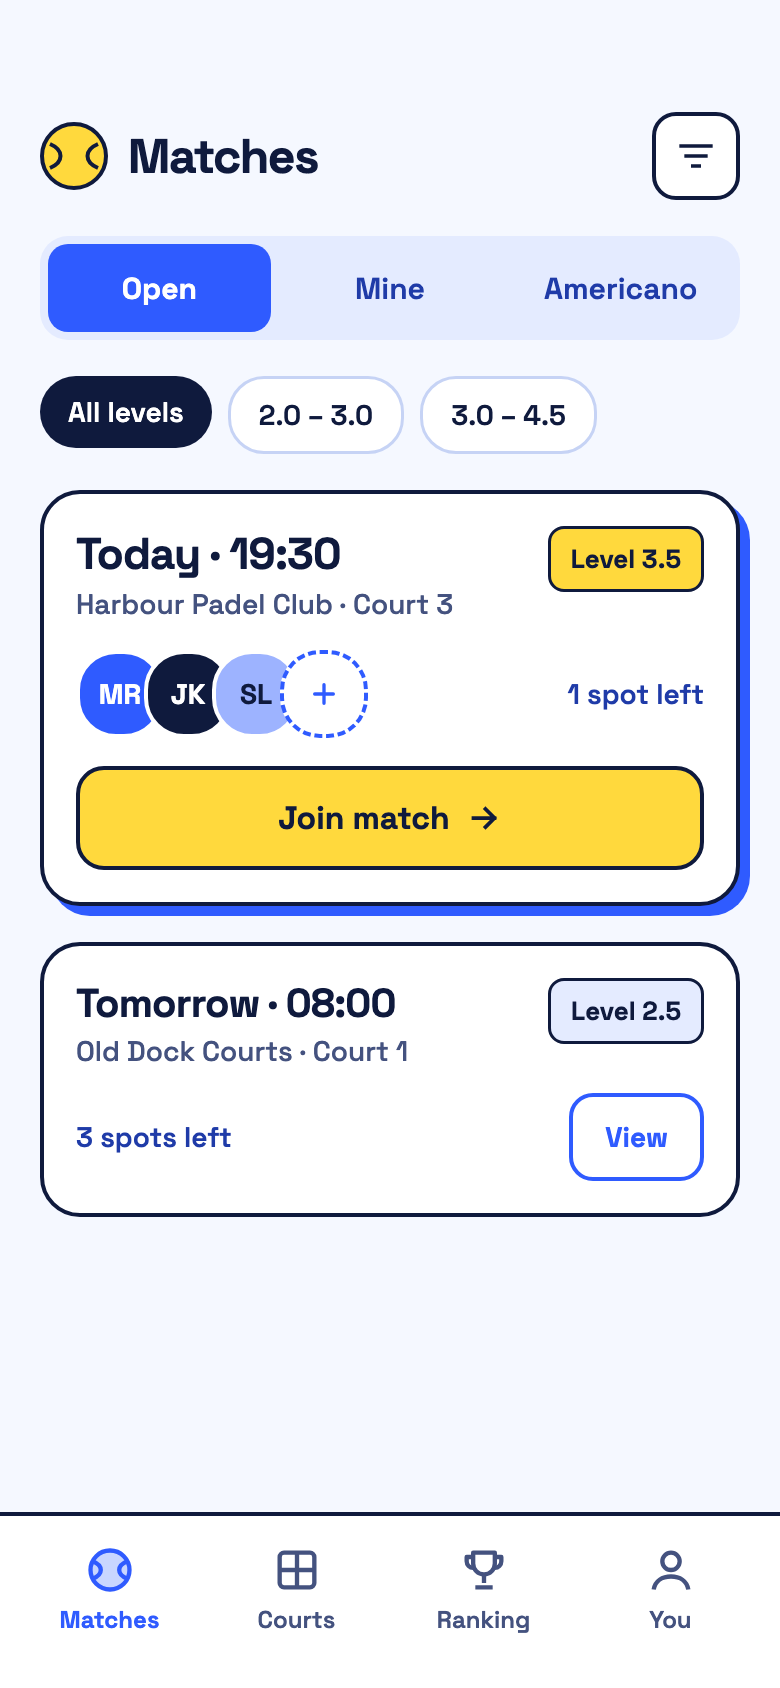 Matches
Open
Mine
Americano
All levels
2.0 – 3.0
3.0 – 4.5
Today · 19:30
Level 3.5
Harbour Padel Club · Court 3
MR
JK
SL
+
1 spot left
Join match →
Tomorrow · 08:00
Level 2.5
Old Dock Courts · Court 1
3 spots left
View
Matches
Courts
Ranking
You